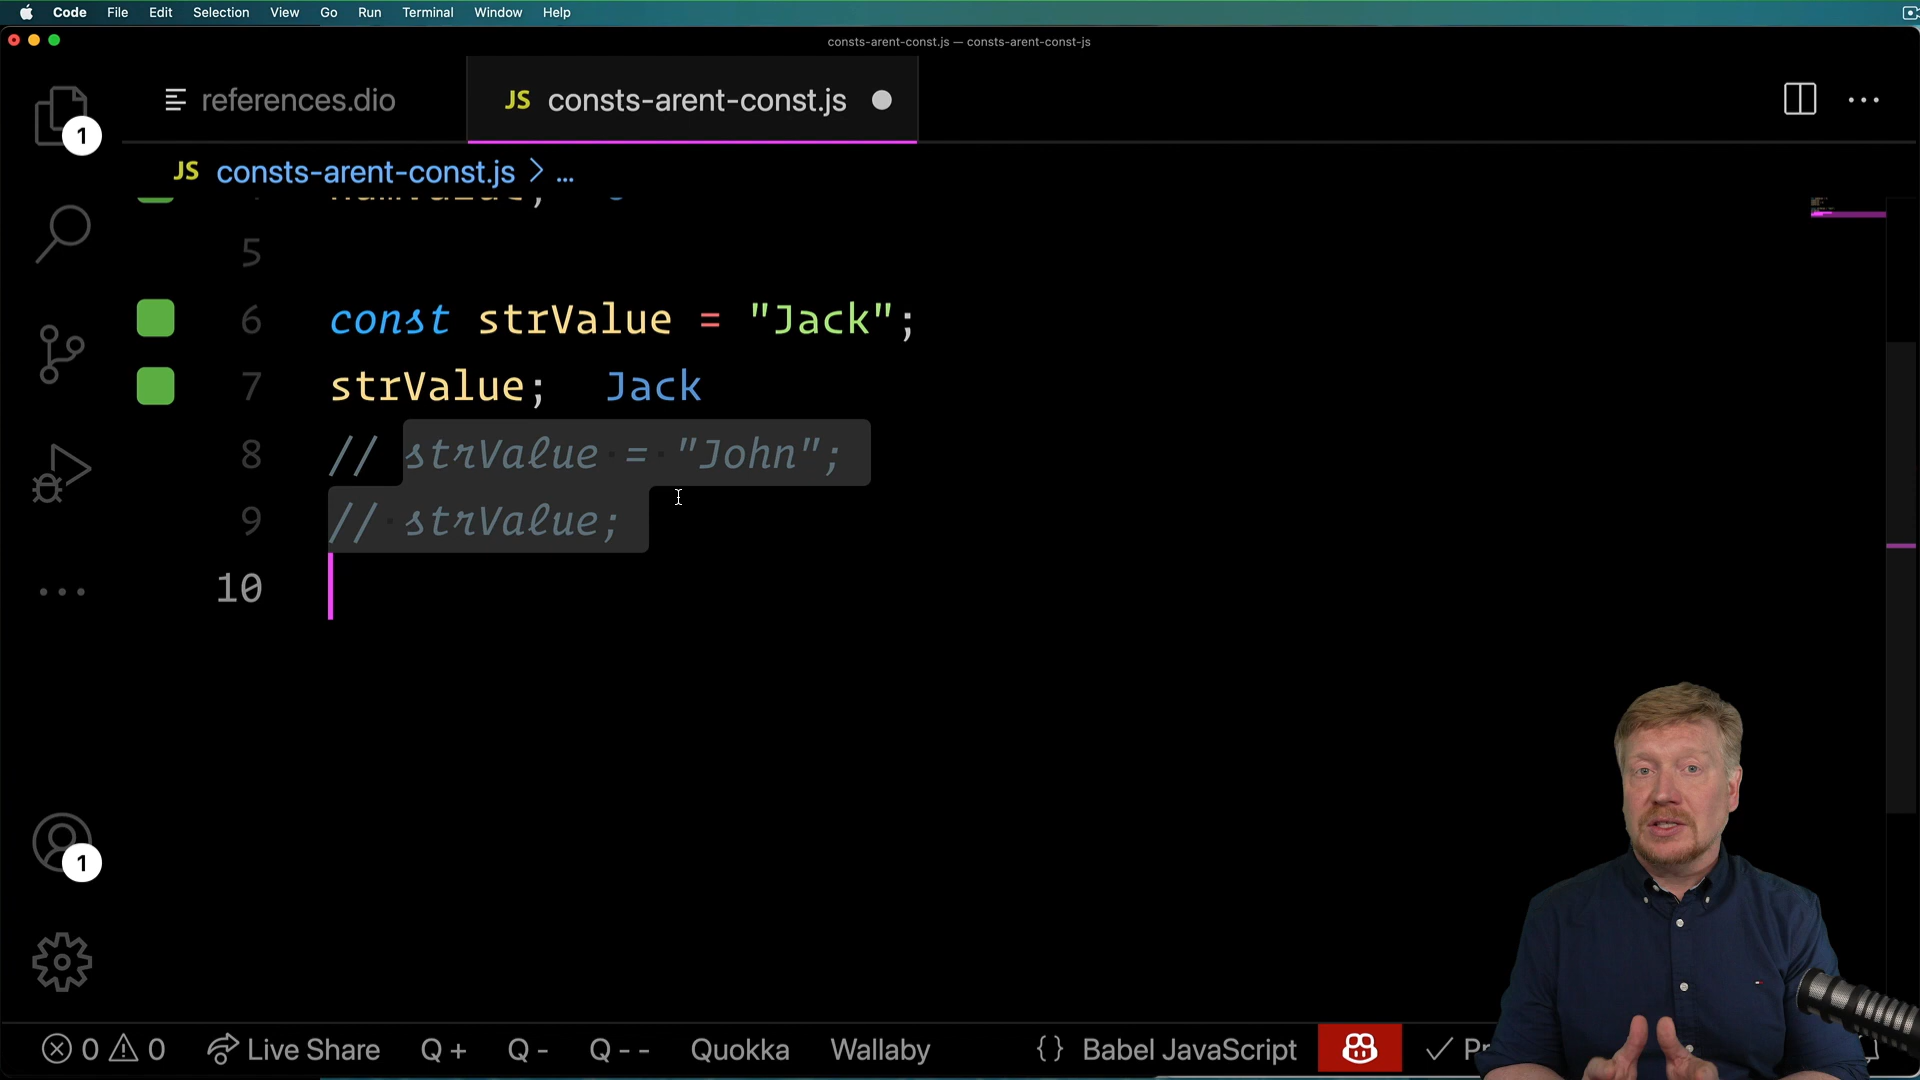 Code File Edit Selection View Go Run Terminal Window Help
consts-arent-const.js — consts-arent-const-js
references.dio
JS consts-arent-const.js
1
JS consts-arent-const.js > ...
5
6 const strValue = "Jack";
7 strValue; Jack
8 // strValue = "John";
9 // strValue;
10
1
0 0 Live Share Q + Q - Q - - Quokka Wallaby {} Babel JavaScript